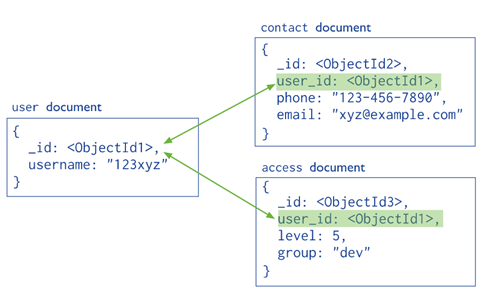 user document
{
_id: <ObjectId1>,
username: "123xyz"
}
contact document
{
_id: <ObjectId2>,
user_id: <ObjectId1>,
phone: "123-456-7890",
email: "xyz@example.com"
}
access document
{
_id: <ObjectId3>,
user_id: <ObjectId1>,
level: 5,
group: "dev"
}